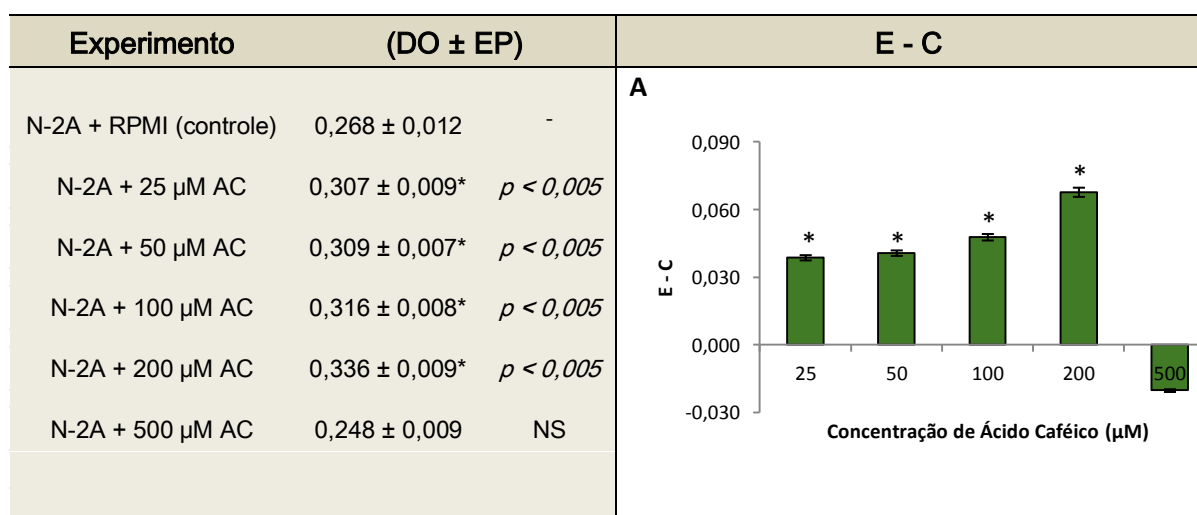 Experimento (DO ± EP) E - C
N-2A + RPMI (controle) 0,268 ± 0,012 -
N-2A + 25 µM AC 0,307 ± 0,009* p < 0,005
N-2A + 50 µM AC 0,309 ± 0,007* p < 0,005
N-2A + 100 µM AC 0,316 ± 0,008* p < 0,005
N-2A + 200 µM AC 0,336 ± 0,009* p < 0,005
N-2A + 500 µM AC 0,248 ± 0,009 NS
A
0,090
0,060
0,030
0,000
-0,030
E - C
* * * *
25 50 100 200 500
Concentração de Ácido Caféico (µM)